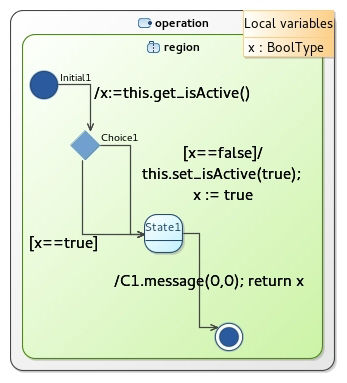 operation
Local variables
x : BoolType
region
Initial1
/x:=this.get_isActive()
Choice1
[x==false]/
this.set_isActive(true);
x := true
State1
[x==true]
/C1.message(0,0); return x